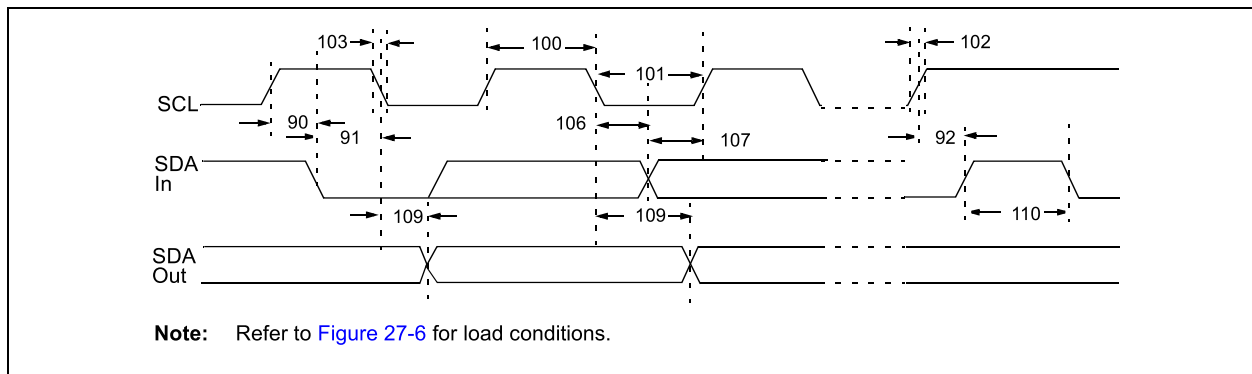 103
100
102
101
SCL
90
91
106
107
92
SDA
In
109
109
110
SDA
Out
Note: Refer to Figure 27-6 for load conditions.